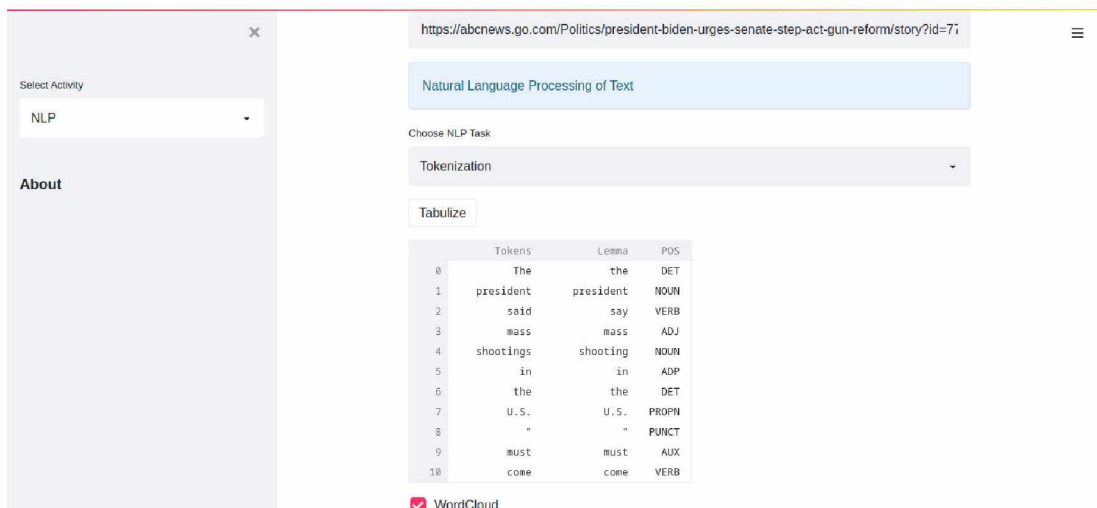 ×
Select Activity
NLP
About
https://abcnews.go.com/Politics/president-biden-urges-senate-step-act-gun-reform/story?id=77
Natural Language Processing of Text
Choose NLP Task
Tokenization
Tabulize
Tokens Lemma POS
0 The the DET
1 president president NOUN
2 said say VERB
3 mass mass ADJ
4 shootings shooting NOUN
5 in in ADP
6 the the DET
7 U.S. U.S. PROPN
8 " " PUNCT
9 must must AUX
10 come come VERB
WordCloud